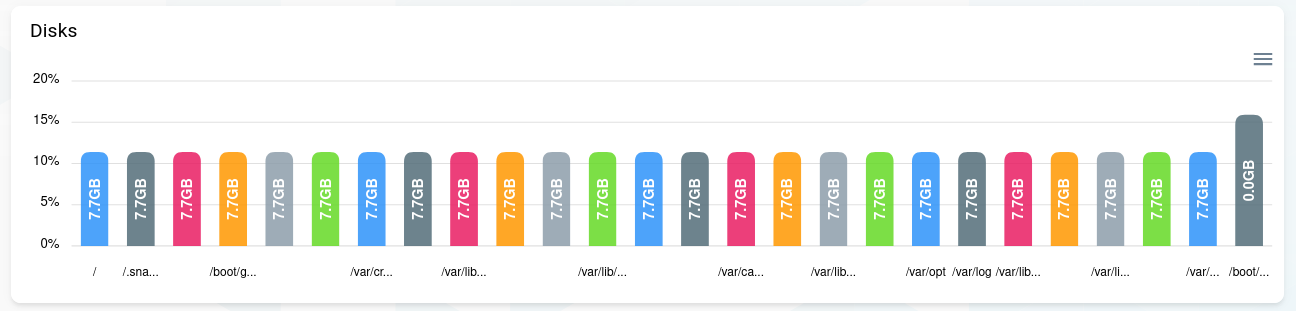 Disks
20%
15%
10%
5%
0%
7.7GB 7.7GB 7.7GB 7.7GB 7.7GB 7.7GB 7.7GB 7.7GB 7.7GB 7.7GB 7.7GB 7.7GB 7.7GB 7.7GB 7.7GB 7.7GB 7.7GB 7.7GB 7.7GB 7.7GB 7.7GB 7.7GB 7.7GB 7.7GB 7.7GB 0.0GB
/ /.sna... /boot/g... /var/cr... /var/lib... /var/lib/... /var/ca... /var/lib... /var/opt /var/log /var/lib... /var/li... /var/... /boot/...